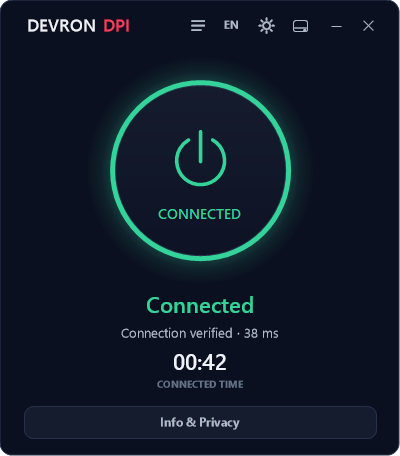 DEVRON DPI EN
CONNECTED
Connected
Connection verified · 38 ms
00:42
CONNECTED TIME
Info & Privacy